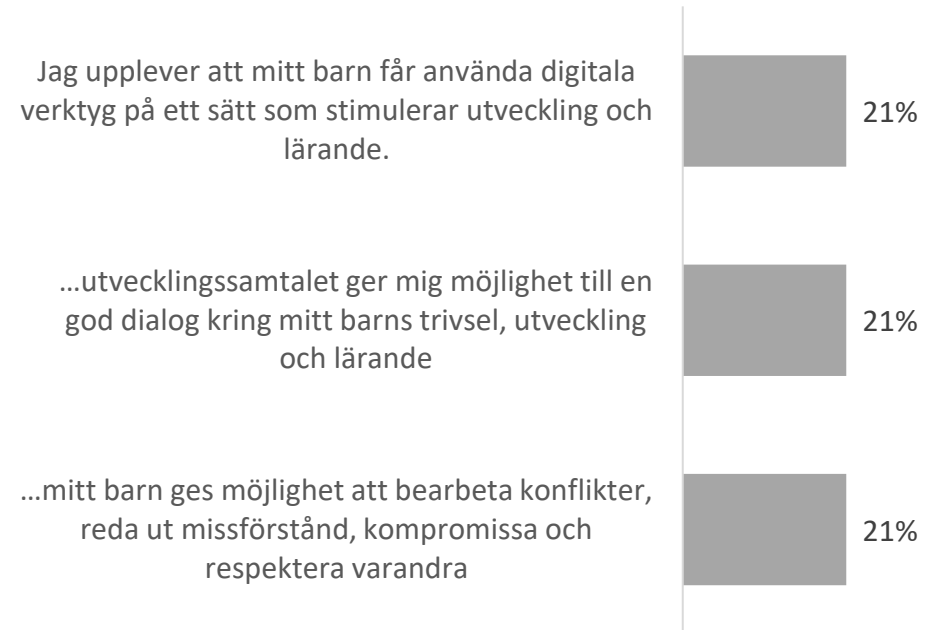 Jag upplever att mitt barn får använda digitala
verktyg på ett sätt som stimulerar utveckling och
lärande.
21%
…utvecklingssamtalet ger mig möjlighet till en
god dialog kring mitt barns trivsel, utveckling
och lärande
21%
…mitt barn ges möjlighet att bearbeta konflikter,
reda ut missförstånd, kompromissa och
respektera varandra
21%